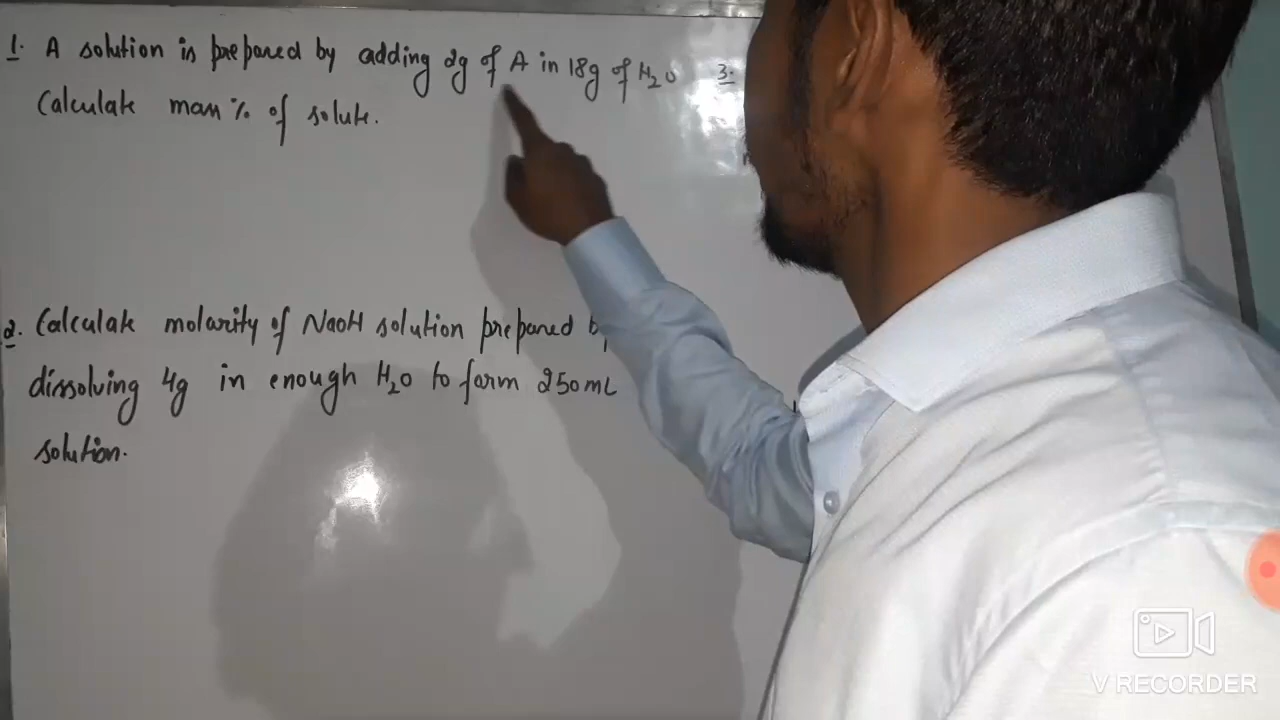 1. A solution is prepared by adding 2g of A in 18g of H₂O
Calculate mass % of solute.
2. Calculate molarity of NaOH solution prepared
dissolving 4g in enough H₂O to form 250mL
solution.
3.
V RECORDER